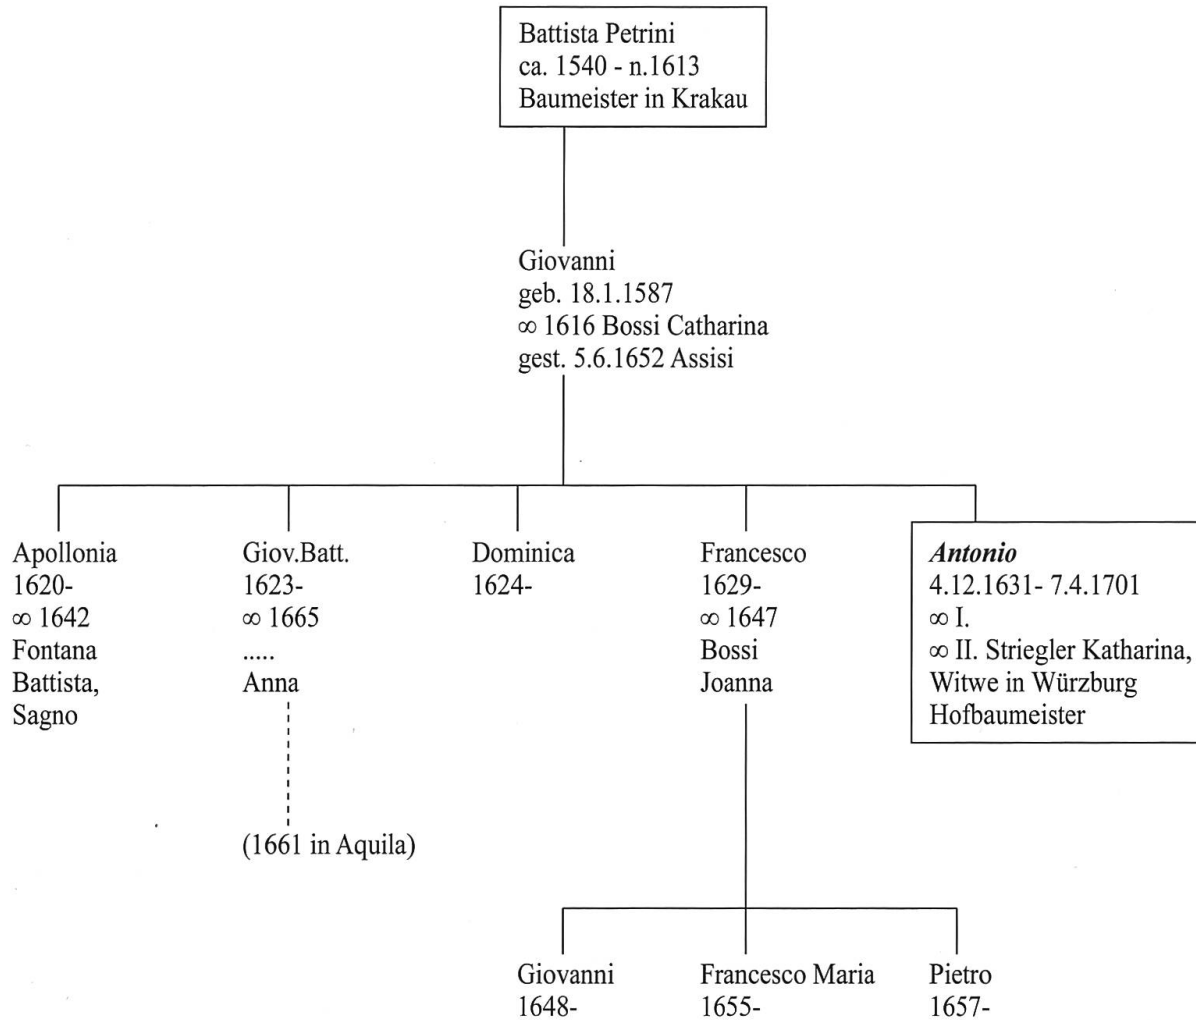 Battista Petrini
ca. 1540 - n.1613
Baumeister in Krakau
Giovanni
geb. 18.1.1587
∞ 1616 Bossi Catharina
gest. 5.6.1652 Assisi
Apollonia
1620-
∞ 1642
Fontana
Battista,
Sagno
Giov.Batt.
1623-
∞ 1665
.....
Anna
(1661 in Aquila)
Dominica
1624-
Francesco
1629-
∞ 1647
Bossi
Joanna
Antonio
4.12.1631- 7.4.1701
∞ I.
∞ II. Striegler Katharina,
Witwe in Würzburg
Hofbaumeister
Giovanni
1648-
Francesco Maria
1655-
Pietro
1657-